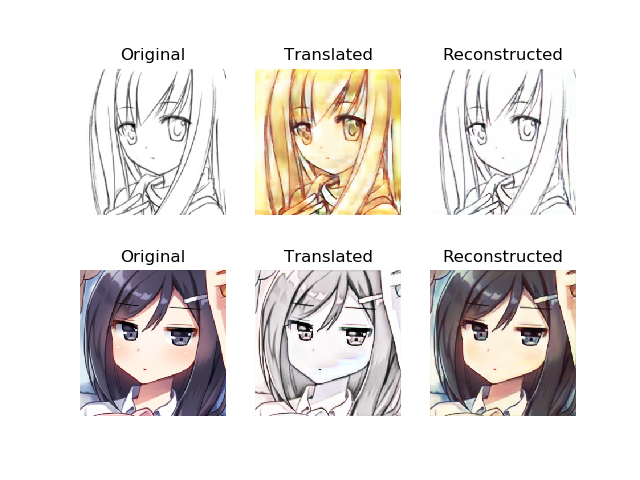 Original
Translated
Reconstructed
Original
Translated
Reconstructed